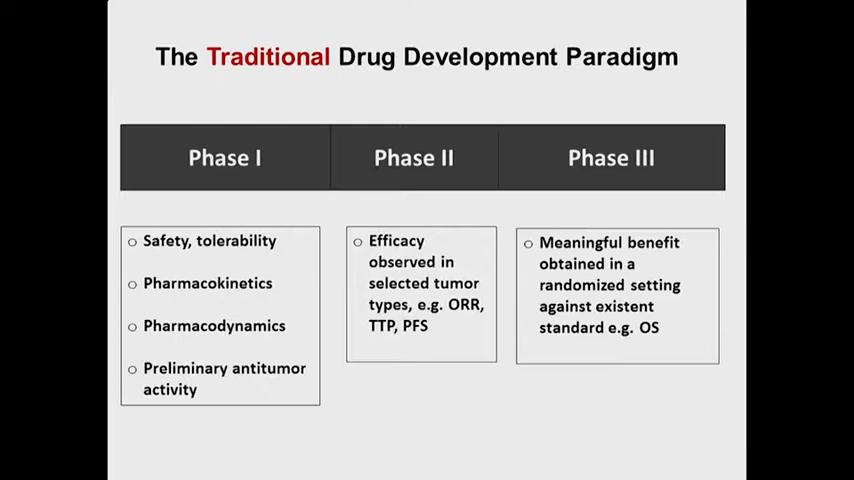 The Traditional Drug Development Paradigm
Phase I
Phase II
Phase III
Safety, tolerability
Pharmacokinetics
Pharmacodynamics
Preliminary antitumor
activity
Efficacy
observed in
selected tumor
types, e.g. ORR,
TTP, PFS
Meaningful benefit
obtained in a
randomized setting
against existent
standard e.g. OS